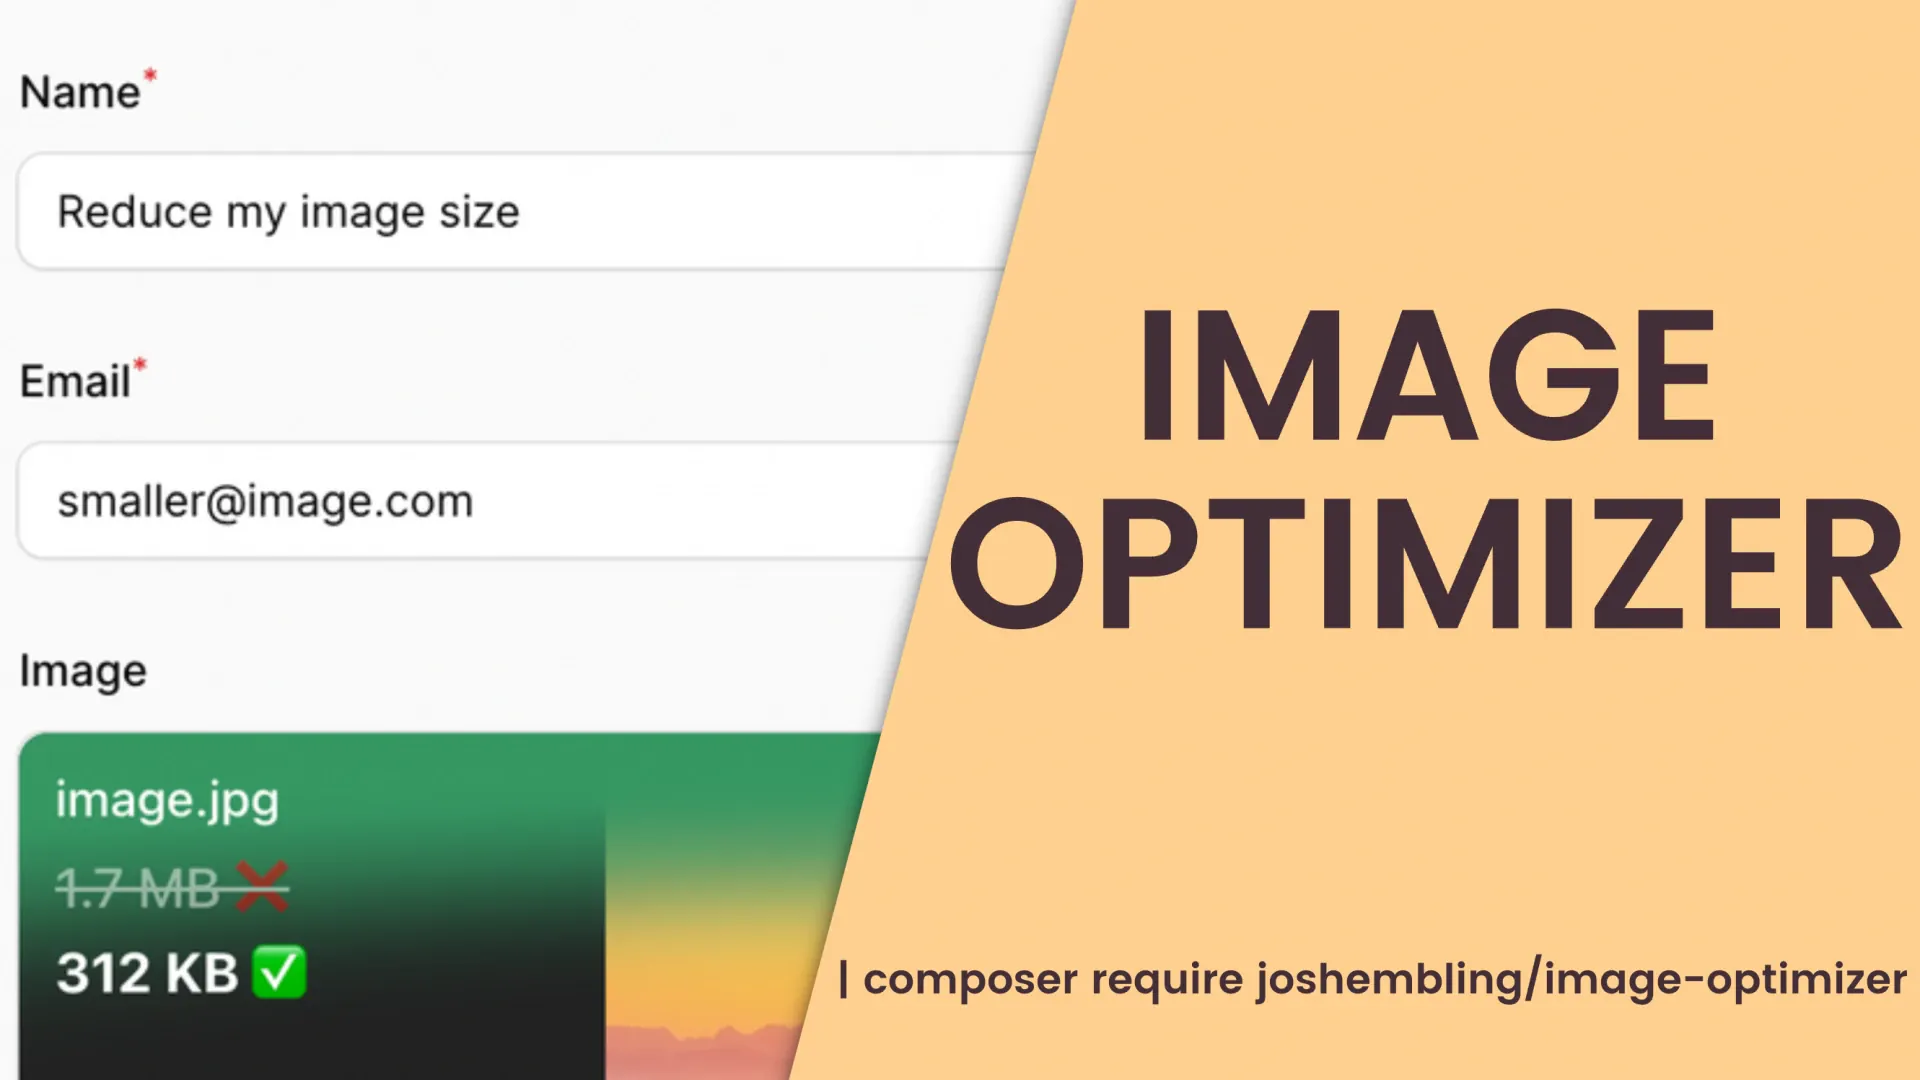 Name*
Reduce my image size
Email*
smaller@image.com
Image
image.jpg
1.7 MB ❌
312 KB ✅
IMAGE
OPTIMIZER
| composer require joshembling/image-optimizer